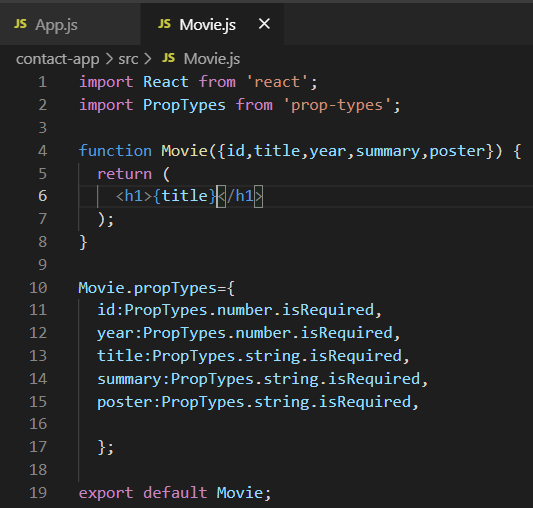 JS App.js JS Movie.js ×
contact-app > src > JS Movie.js
1 import React from 'react';
2 import PropTypes from 'prop-types';
3
4 function Movie({id,title,year,summary,poster}) {
5   return (
6     <h1>{title}</h1>
7   );
8 }
9
10 Movie.propTypes={
11   id:PropTypes.number.isRequired,
12   year:PropTypes.number.isRequired,
13   title:PropTypes.string.isRequired,
14   summary:PropTypes.string.isRequired,
15   poster:PropTypes.string.isRequired,
16
17   };
18
19 export default Movie;